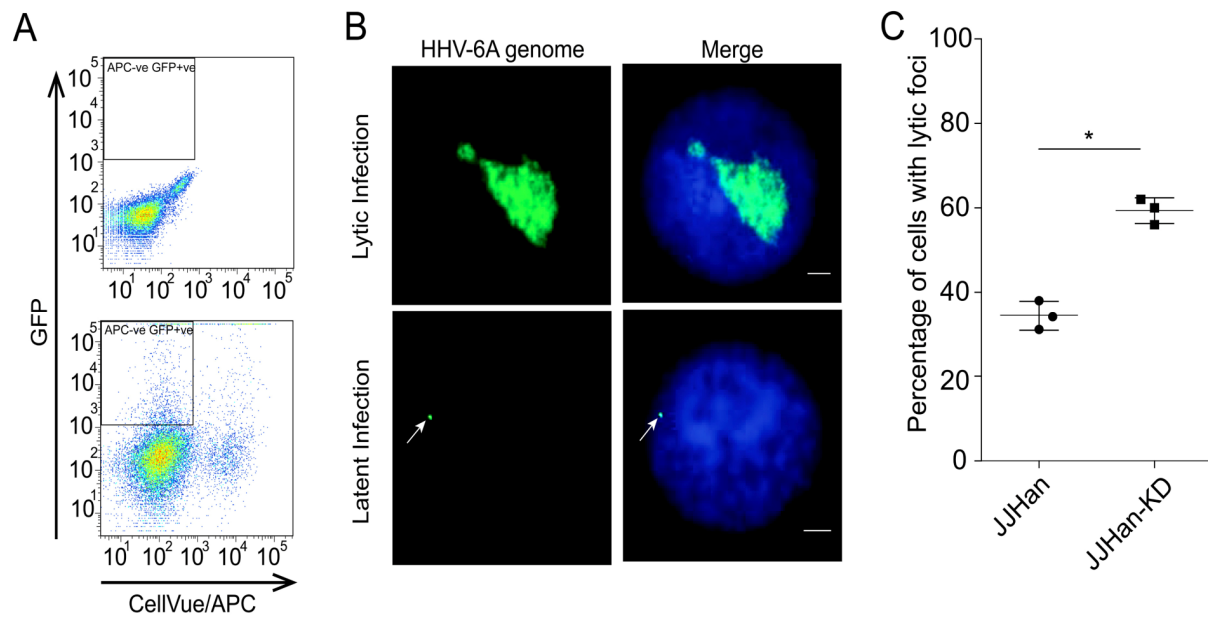 A
APC-ve GFP+ve
10 5
10 4
10 3
10 2
10 1
10 1 10 2 10 3 10 4 10 5
APC-ve GFP+ve
10 5
10 4
10 3
10 2
10 1
10 1 10 2 10 3 10 4 10 5
GFP
CellVue/APC
B
HHV-6A genome
Merge
Lytic Infection
Latent Infection
C
Percentage of cells with lytic foci
100
80
60
40
20
0
*
JJHan
JJHan-KD